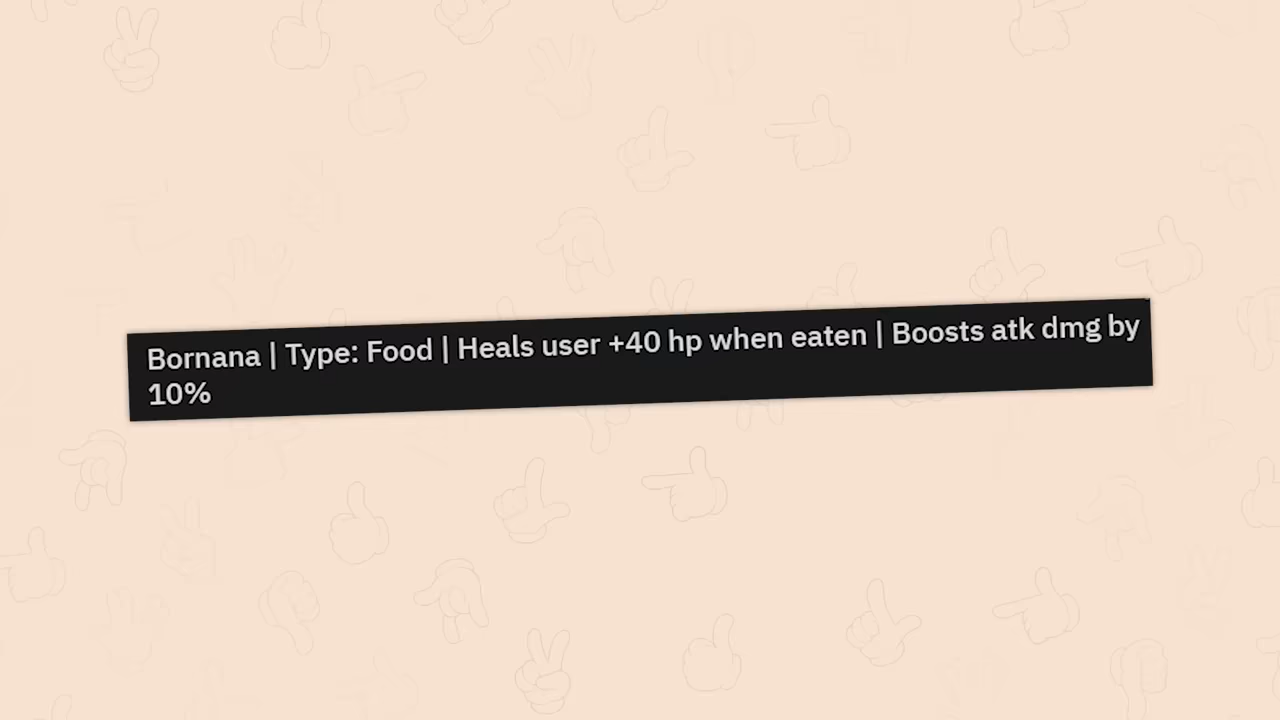 Bornana | Type: Food | Heals user +40 hp when eaten | Boosts atk dmg by
10%